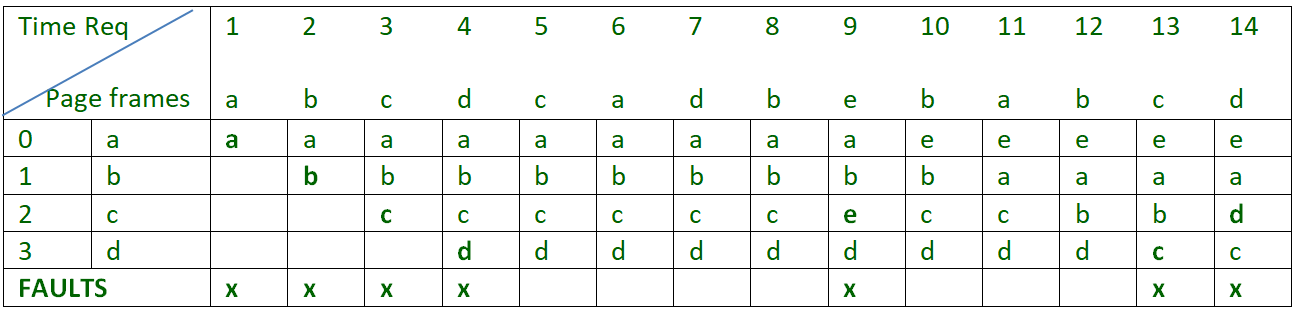 Time Req 1 2 3 4 5 6 7 8 9 10 11 12 13 14
Page frames a b c d c a d b e b a b c d
0 a a a a a a a a a a e e e e e
1 b b b b b b b b b b a a a a
2 c c c c c c c e c c b b d
3 d d d d d d d d d d c c
FAULTS x x x x x x x